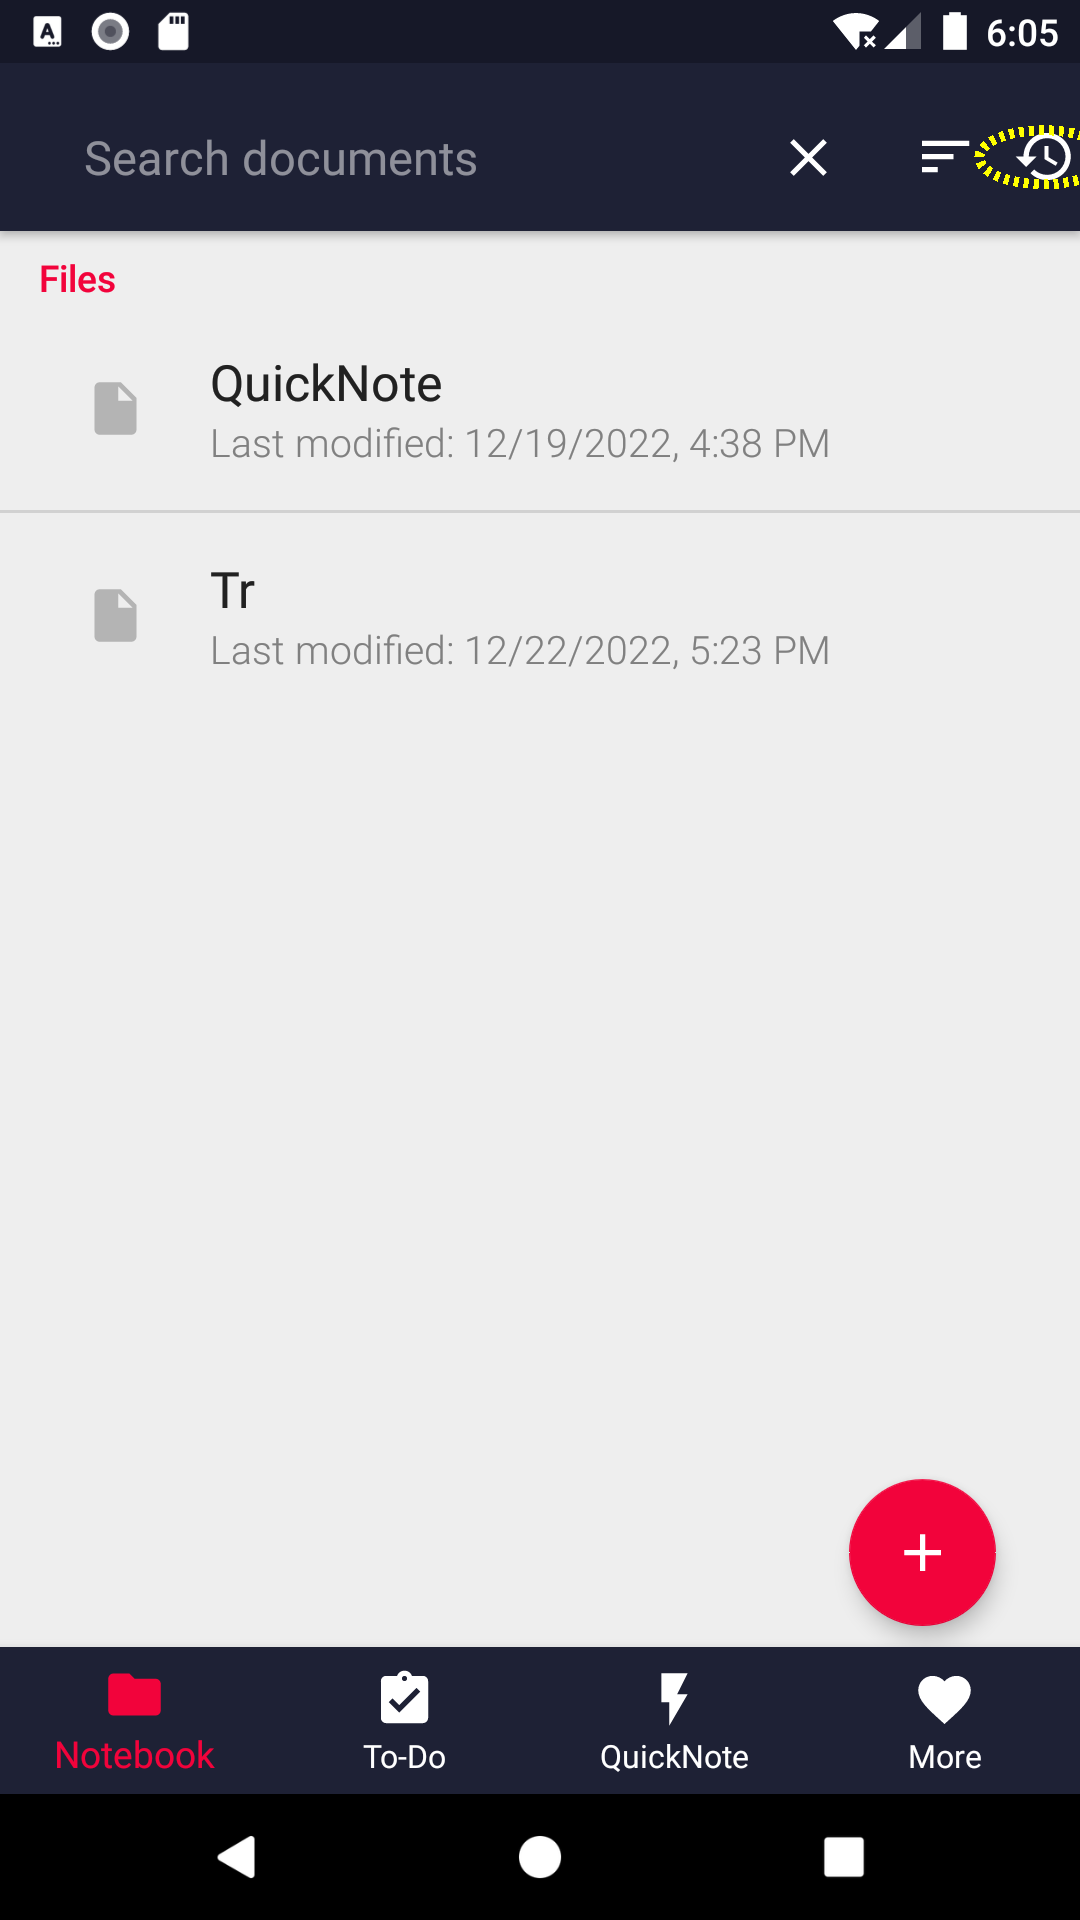 6:05
Search documents
Files
QuickNote
Last modified: 12/19/2022, 4:38 PM
Tr
Last modified: 12/22/2022, 5:23 PM
Notebook
To-Do
QuickNote
More